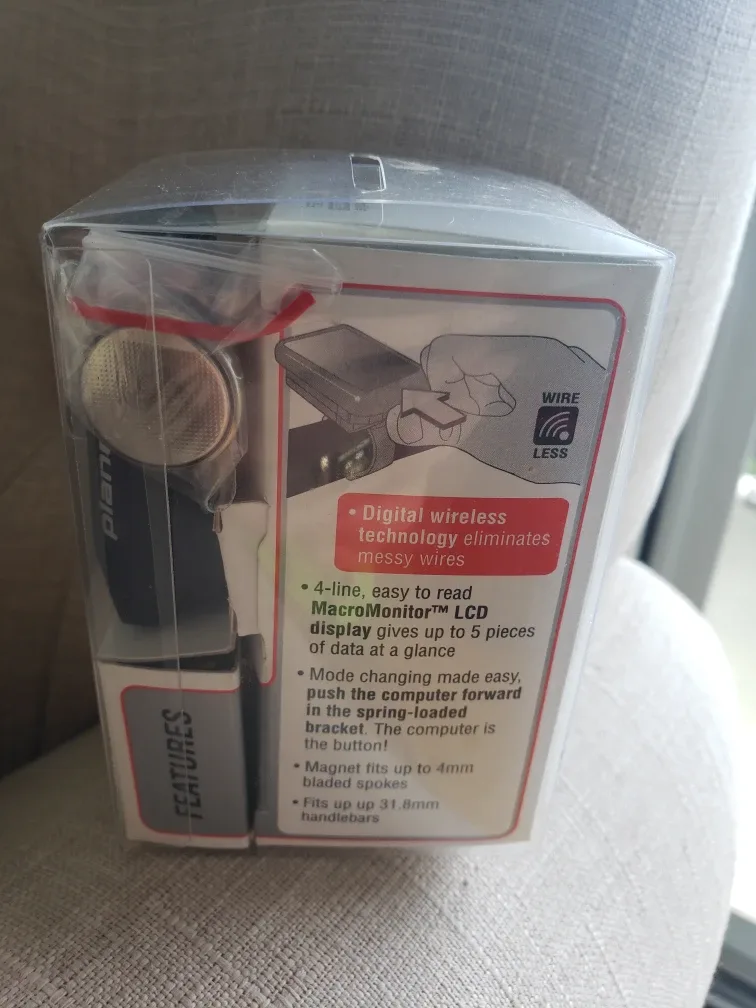 WIRE
LESS
• Digital wireless
technology eliminates
messy wires
• 4-line, easy to read
MacroMonitor™ LCD
display gives up to 5 pieces
of data at a glance
• Mode changing made easy,
push the computer forward
in the spring-loaded
bracket. The computer is
the button!
• Magnet fits up to 4mm
bladed spokes
• Fits up up 31.8mm
handlebars
plan
FEATURES